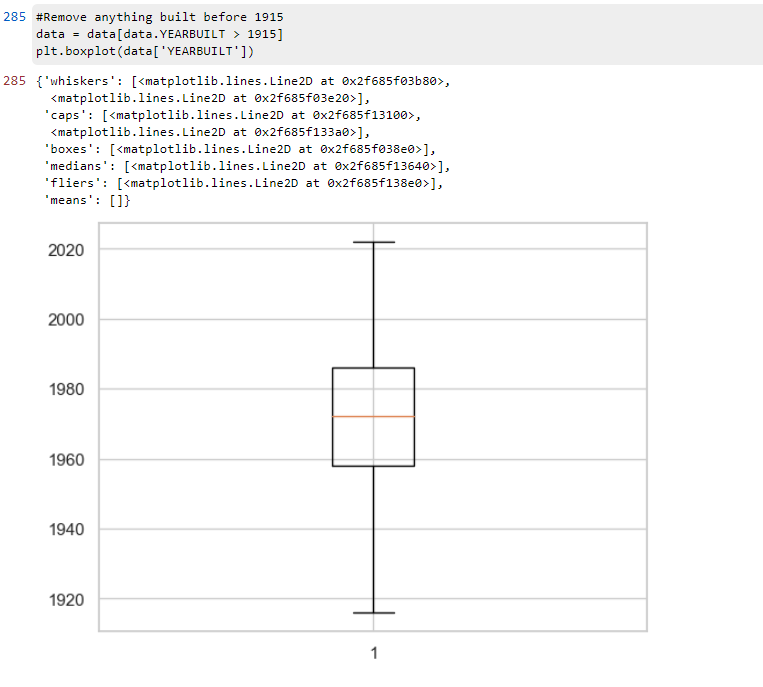 285 #Remove anything built before 1915
data = data[data.YEARBUILT > 1915]
plt.boxplot(data['YEARBUILT'])
285 {'whiskers': [<matplotlib.lines.Line2D at 0x2f685f03b80>,
<matplotlib.lines.Line2D at 0x2f685f03e20>],
'caps': [<matplotlib.lines.Line2D at 0x2f685f13100>,
<matplotlib.lines.Line2D at 0x2f685f133a0>],
'boxes': [<matplotlib.lines.Line2D at 0x2f685f038e0>],
'medians': [<matplotlib.lines.Line2D at 0x2f685f13640>],
'fliers': [<matplotlib.lines.Line2D at 0x2f685f138e0>],
'means': []}
2020
2000
1980
1960
1940
1920
1